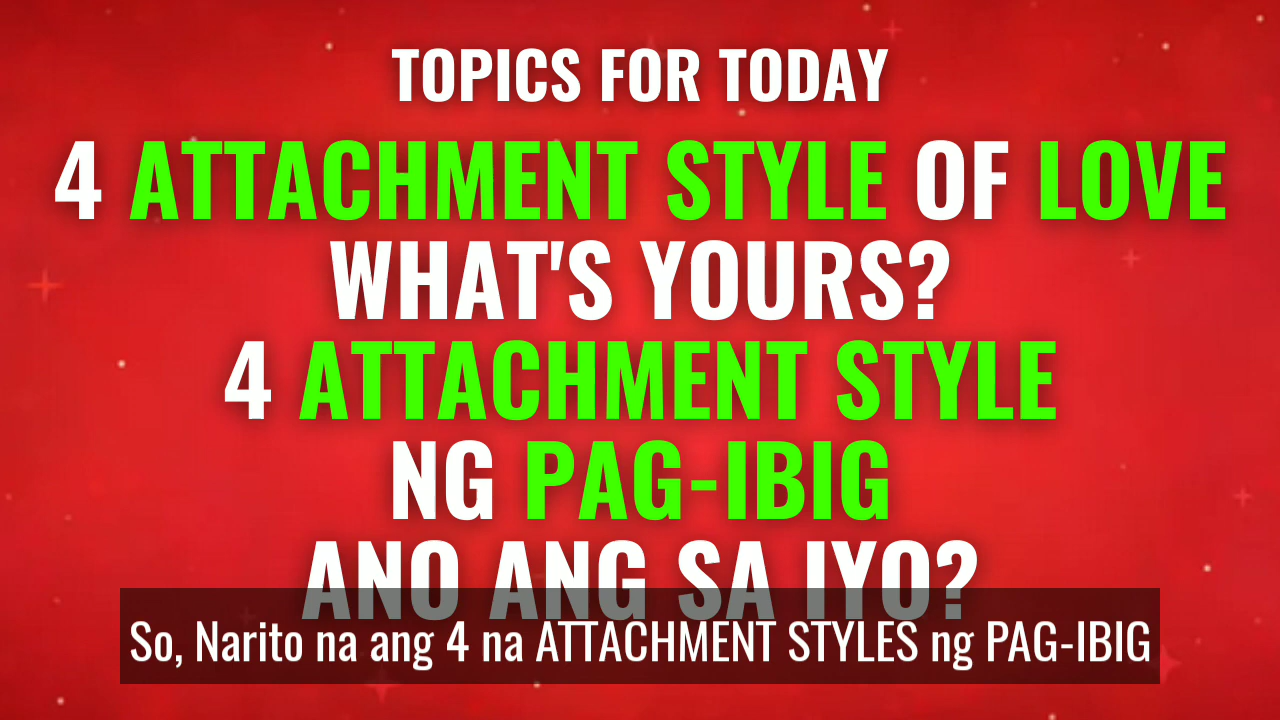 TOPICS FOR TODAY
4 ATTACHMENT STYLE OF LOVE
WHAT'S YOURS?
4 ATTACHMENT STYLE
NG PAG-IBIG
ANO ANG SA IYO?
So, Narito na ang 4 na ATTACHMENT STYLES ng PAG-IBIG